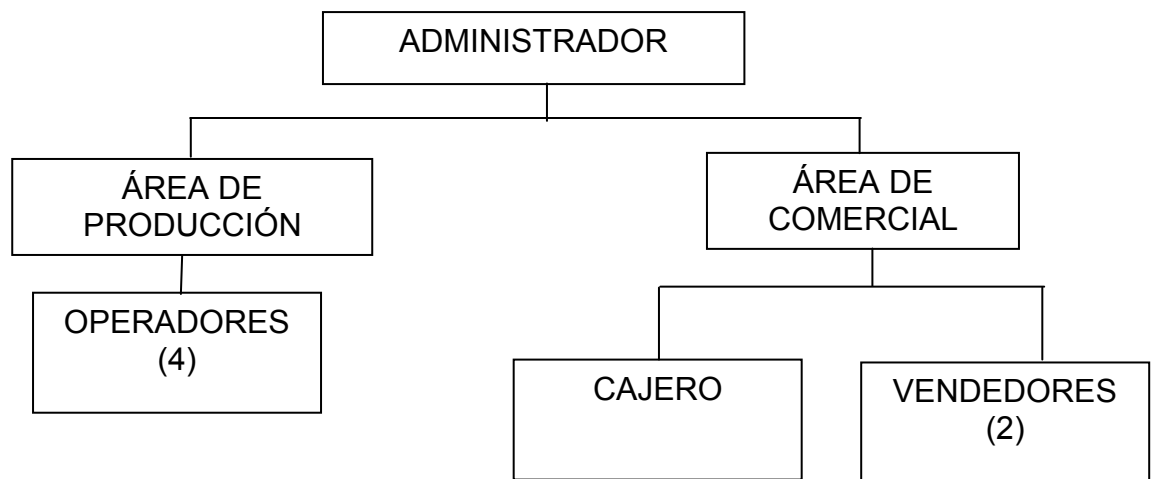 ADMINISTRADOR
ÁREA DE
PRODUCCIÓN
ÁREA DE
COMERCIAL
OPERADORES
(4)
CAJERO
VENDEDORES
(2)